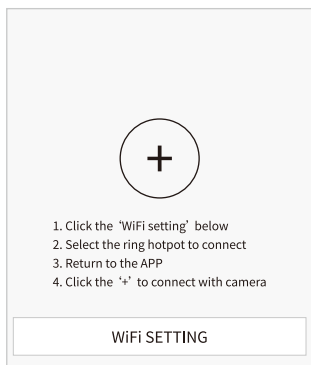 +
1. Click the ‘WiFi setting’ below
2. Select the ring hotpot to connect
3. Return to the APP
4. Click the ‘+’ to connect with camera
WiFi SETTING